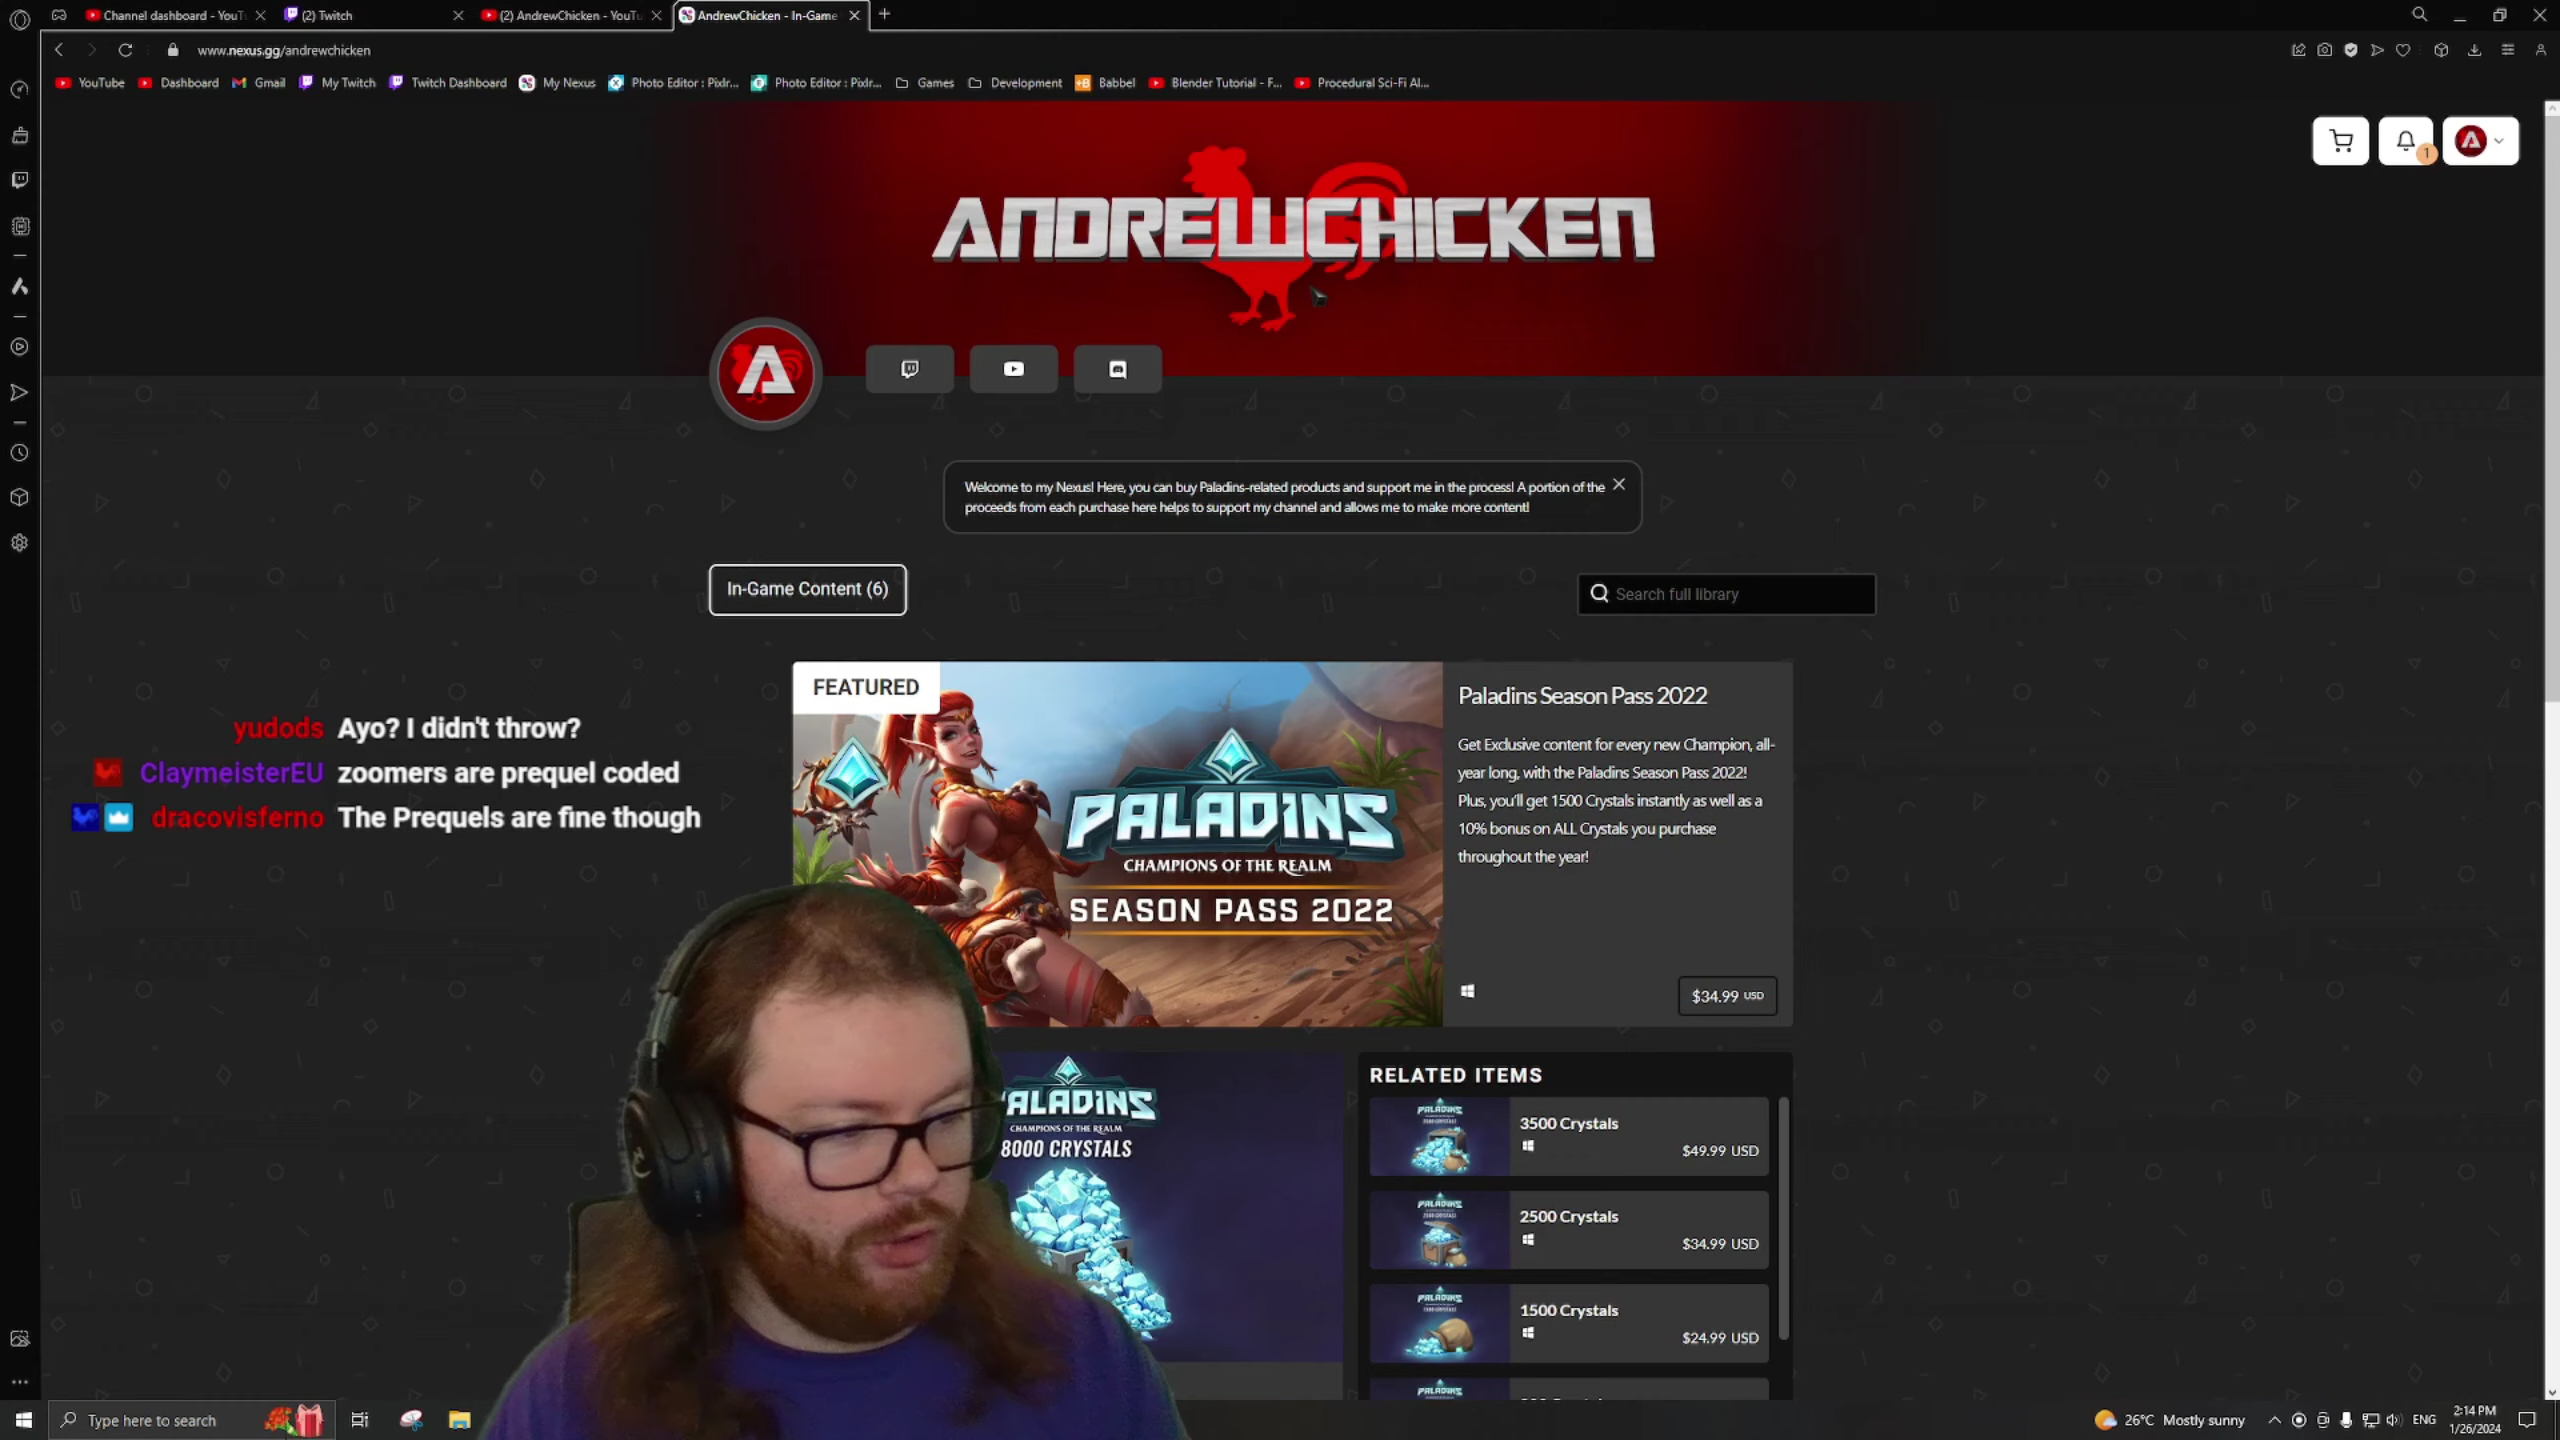 Channel dashboard - YouTu
(2) Twitch
(2) AndrewChicken - YouTu
AndrewChicken - In-Game
www.nexus.gg/andrewchicken
YouTube
Dashboard
Gmail
My Twitch
Twitch Dashboard
My Nexus
Photo Editor : Pixlr...
Photo Editor : Pixlr...
Games
Development
Babbel
Blender Tutorial - F...
Procedural Sci-Fi Al...
1
ANDREWCHICKEN
Welcome to my Nexus! Here, you can buy Paladins-related products and support me in the process! A portion of the
proceeds from each purchase here helps to support my channel and allows me to make more content!
In-Game Content (6)
Search full library
yudods Ayo? I didn't throw?
ClaymeisterEU zoomers are prequel coded
dracovisferno The Prequels are fine though
FEATURED
PALADINS
CHAMPIONS OF THE REALM
SEASON PASS 2022
Paladins Season Pass 2022
Get Exclusive content for every new Champion, all-
year long, with the Paladins Season Pass 2022!
Plus, you'll get 1500 Crystals instantly as well as a
10% bonus on ALL Crystals you purchase
throughout the year!
$34.99 USD
PALADINS
CHAMPIONS OF THE REALM
8000 CRYSTALS
RELATED ITEMS
PALADINS
3500 Crystals
$49.99 USD
PALADINS
2500 Crystals
$34.99 USD
PALADINS
1500 Crystals
$24.99 USD
PALADINS
Type here to search
26°C Mostly sunny
ENG
2:14 PM
1/26/2024